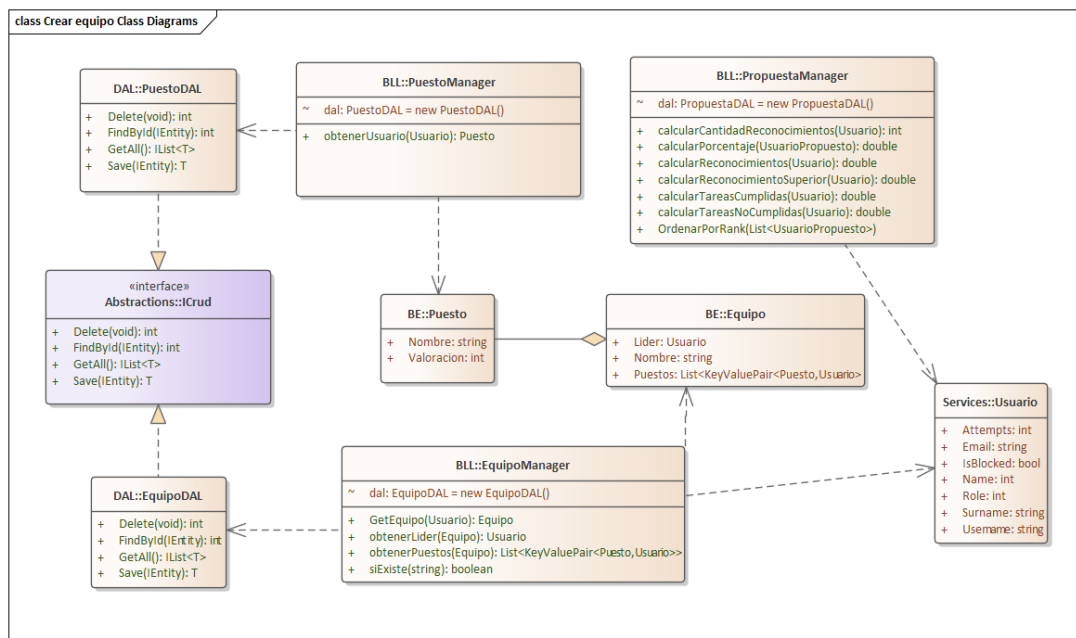 class Crear equipo Class Diagrams
DAL::PuestoDAL
+ Delete(void): int
+ FindById(IEntity): int
+ GetAll(): IList<T>
+ Save(IEntity): T
BLL::PuestoManager
~ dal: PuestoDAL = new PuestoDAL()
+ obtenerUsuario(Usuario): Puesto
BLL::PropuestaManager
~ dal: PropuestaDAL = new PropuestaDAL()
+ calcularCantidadReconocimientos(Usuario): int
+ calcularPorcentaje(UsuarioPropuesto): double
+ calcularReconocimientos(Usuario): double
+ calcularReconocimientoSuperior(Usuario): double
+ calcularTareasCumplidas(Usuario): double
+ calcularTareasNoCumplidas(Usuario): double
+ OrdenarPorRank(List<UsuarioPropuesto>)
«interface»
Abstractions::ICrud
+ Delete(void): int
+ FindById(IEntity): int
+ GetAll(): IList<T>
+ Save(IEntity): T
BE::Puesto
+ Nombre: string
+ Valoracion: int
BE::Equipo
+ Lider: Usuario
+ Nombre: string
+ Puestos: List<KeyValuePair<Puesto,Usuario>
Services::Usuario
+ Attempts: int
+ Email: string
+ IsBlocked: bool
+ Name: int
+ Role: int
+ Surname: string
+ Username: string
DAL::EquipoDAL
+ Delete(void): int
+ FindById(IEntity): int
+ GetAll(): IList<T>
+ Save(IEntity): T
BLL::EquipoManager
~ dal: EquipoDAL = new EquipoDAL()
+ GetEquipo(Usuario): Equipo
+ obtenerLider(Equipo): Usuario
+ obtenerPuestos(Equipo): List<KeyValuePair<Puesto,Usuario>>
+ siExiste(string): boolean